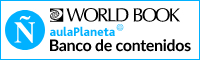 Ñ
WORLD BOOK
aulaPlaneta®
Banco de contenidos